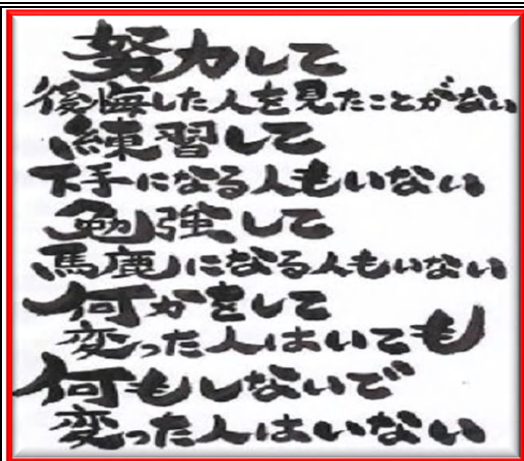 努力して
後悔した人を見たことがない
練習して
下手になる人もいない
勉強して
馬鹿になる人もいない
何かをして
変った人はいても
何もしないで
変った人はいない